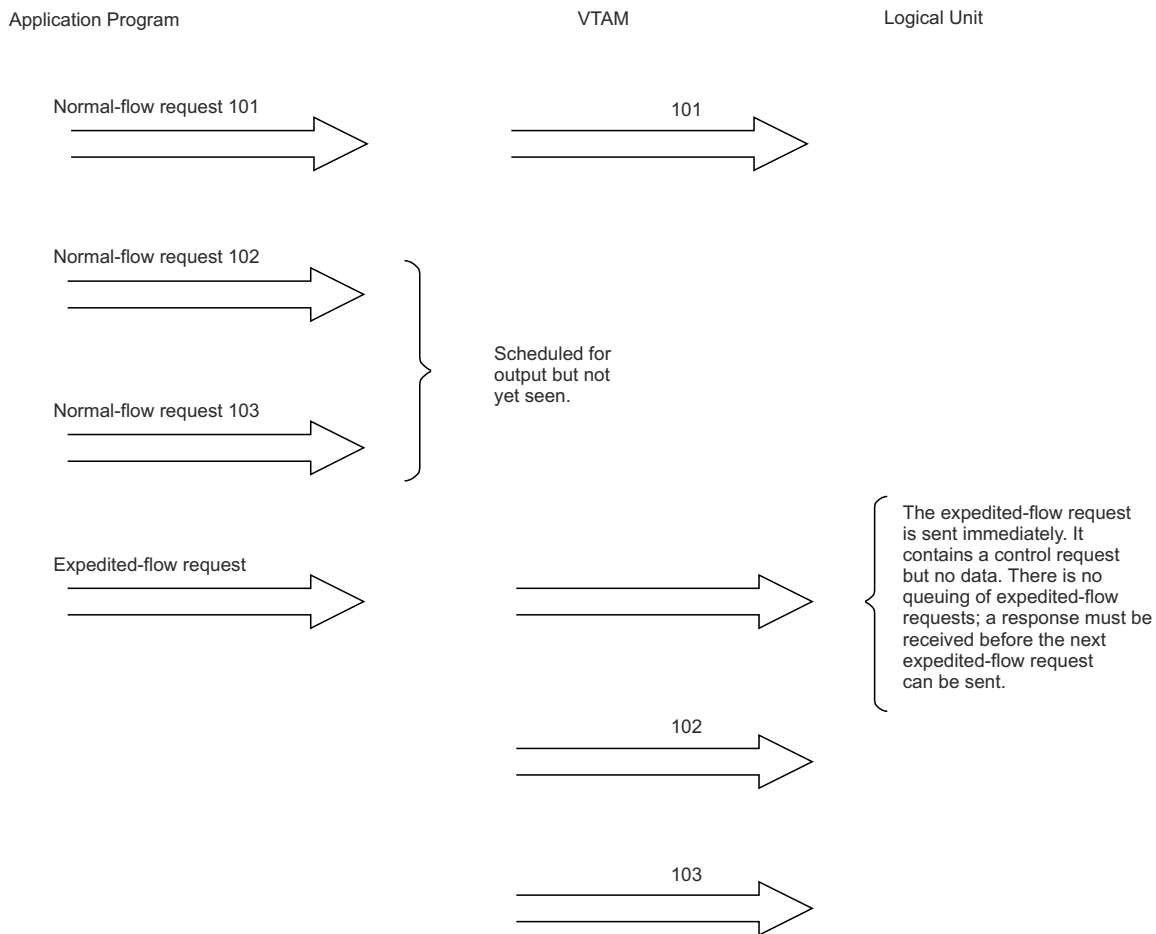 Application Program
VTAM
Logical Unit
Normal-flow request 101
101
Normal-flow request 102
Scheduled for
output but not
yet seen.
Normal-flow request 103
Expedited-flow request
The expedited-flow request
is sent immediately. It
contains a control request
but no data. There is no
queuing of expedited-flow
requests; a response must be
received before the next
expedited-flow request
can be sent.
102
103